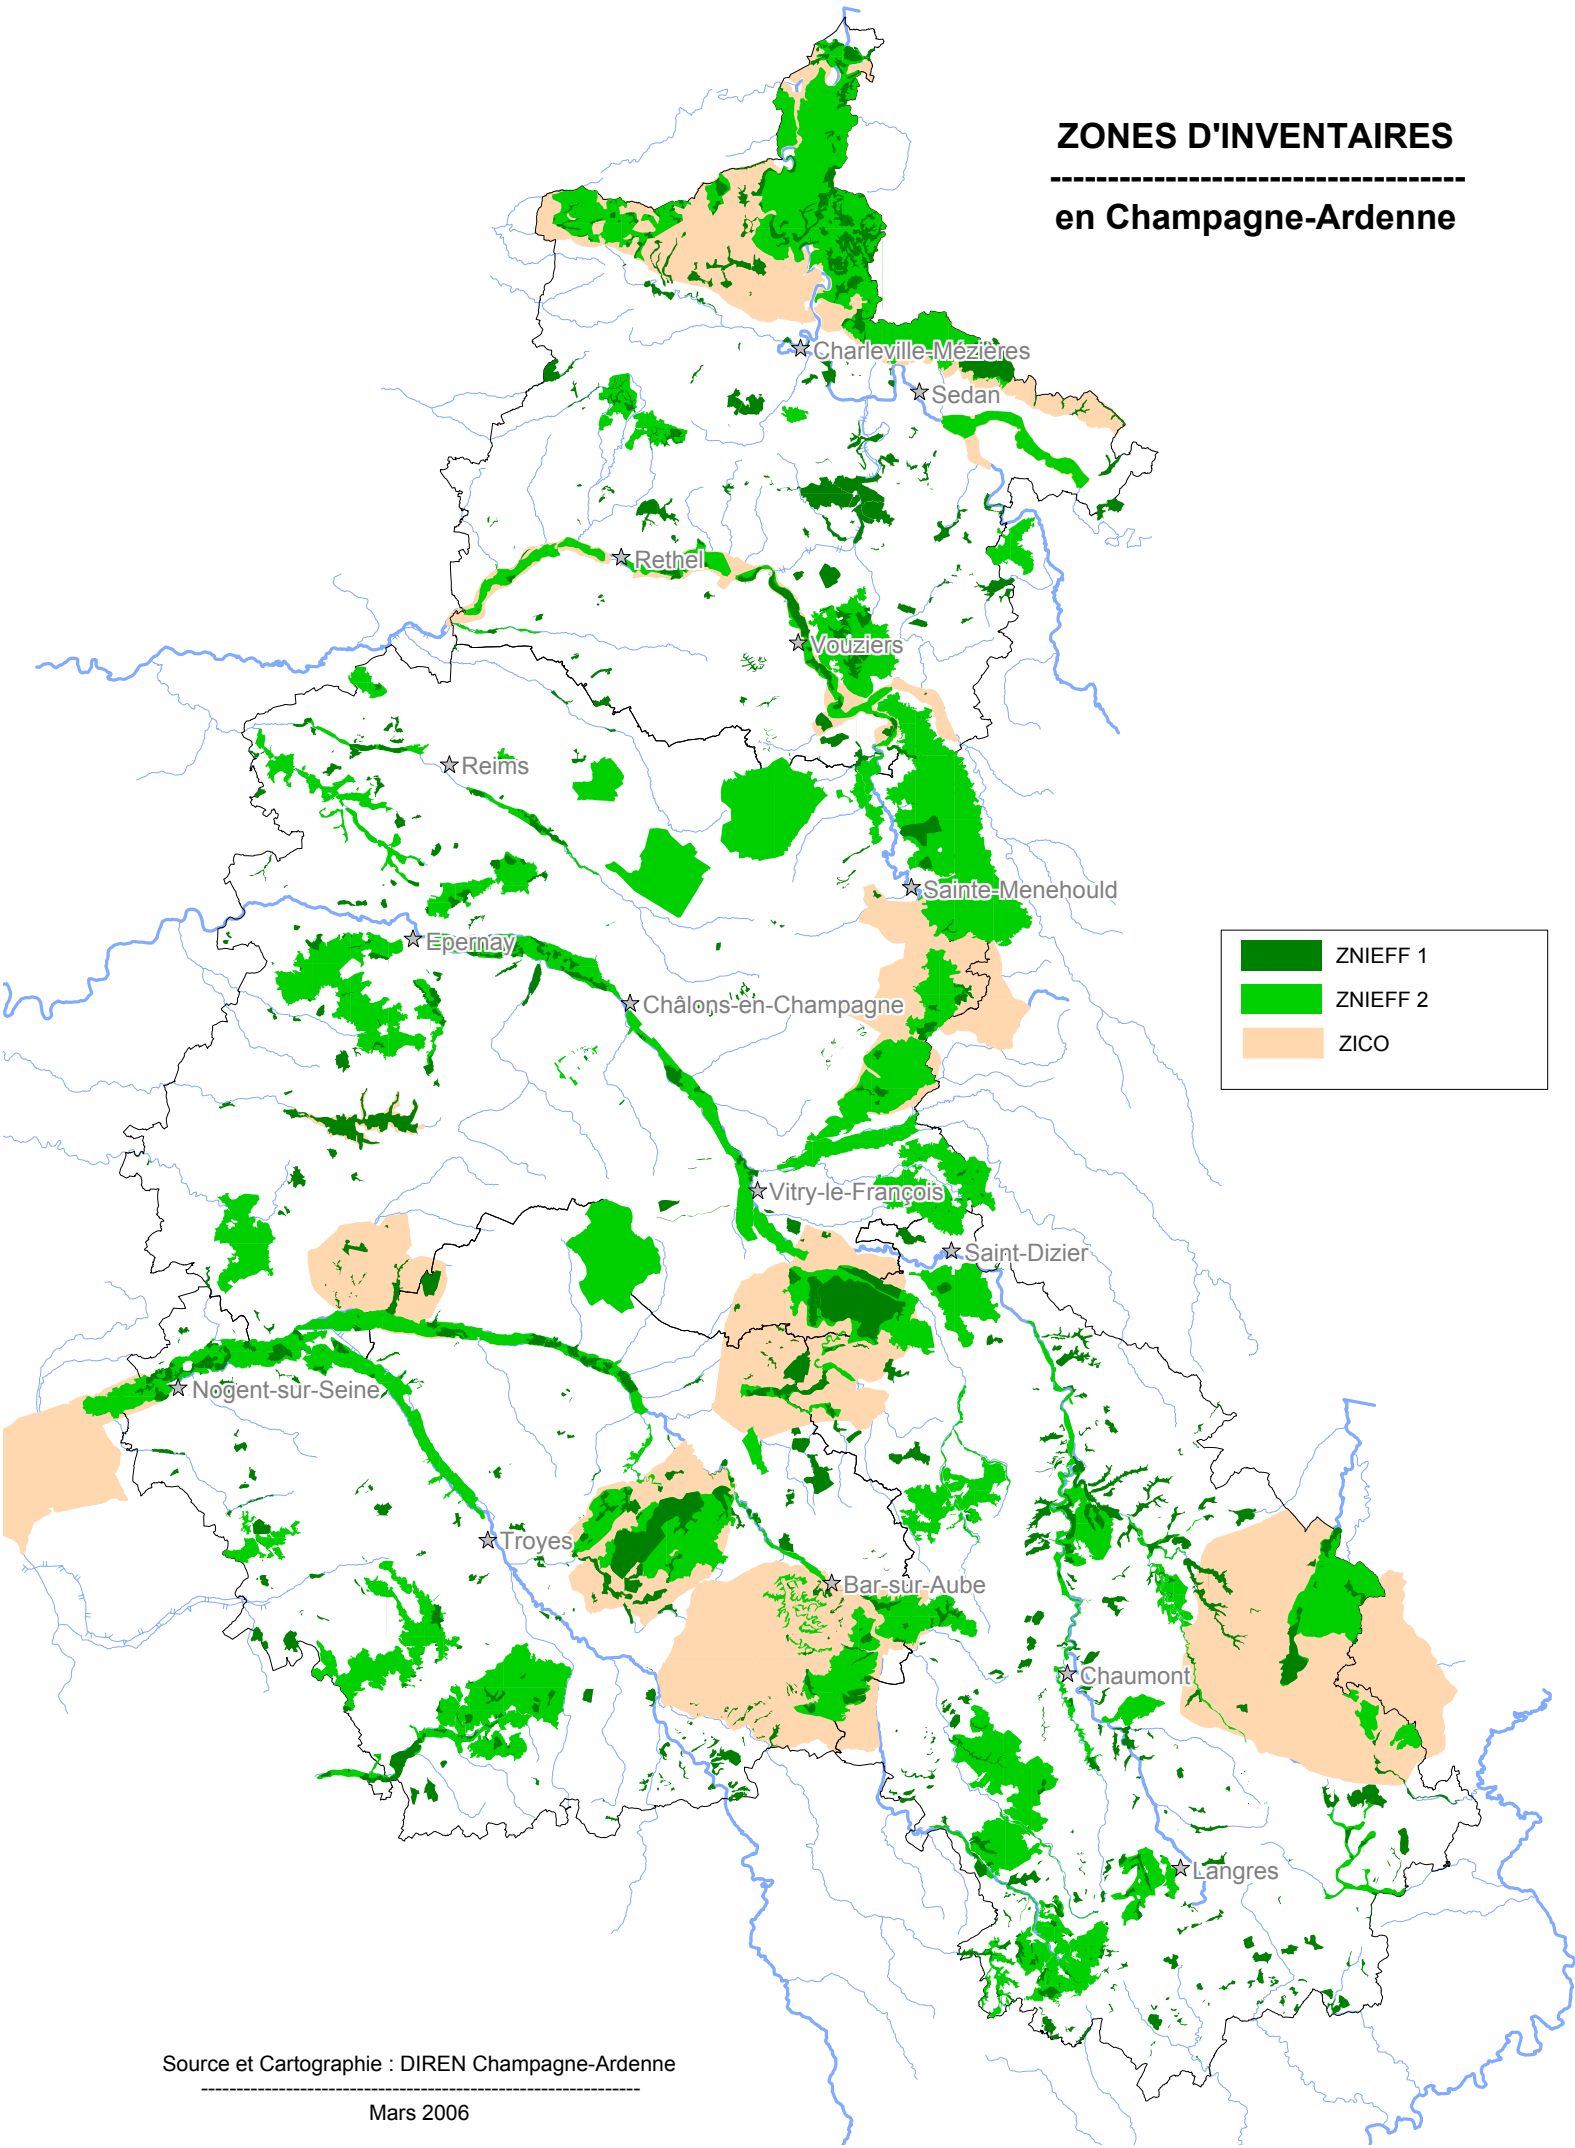 ZONES D'INVENTAIRES
------------------------------------
en Champagne-Ardenne
Charleville-Mézières
Sedan
Rethel
Vouziers
Reims
Sainte-Menehould
Epernay
ZNIEFF 1
ZNIEFF 2
ZICO
Châlons-en-Champagne
Vitry-le-François
Saint-Dizier
Nogent-sur-Seine
Troyes
Bar-sur-Aube
Chaumont
Langres
Source et Cartographie : DIREN Champagne-Ardenne
---------------------------------------------------------------
Mars 2006